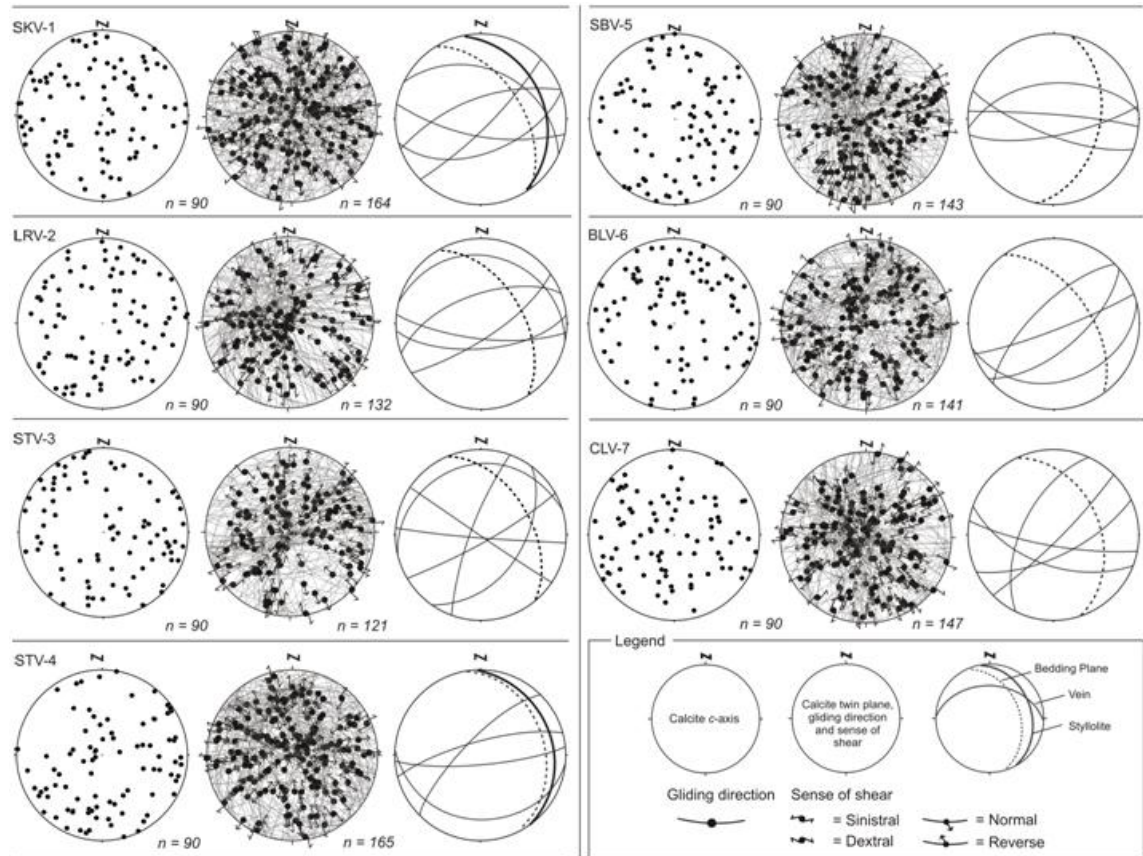 SKV-1
N
N
N
n = 90
n = 164
SBV-5
N
N
N
n = 90
n = 143
LRV-2
N
N
N
n = 90
n = 132
BLV-6
N
N
N
n = 90
n = 141
STV-3
N
N
N
n = 90
n = 121
CLV-7
N
N
N
n = 90
n = 147
STV-4
N
N
N
n = 90
n = 165
Legend
N
N
N
Calcite c-axis
Calcite twin plane,
gliding direction
and sense of
shear
Bedding Plane
Vein
Styllolite
Gliding direction
Sense of shear
= Sinistral
= Dextral
= Normal
= Reverse